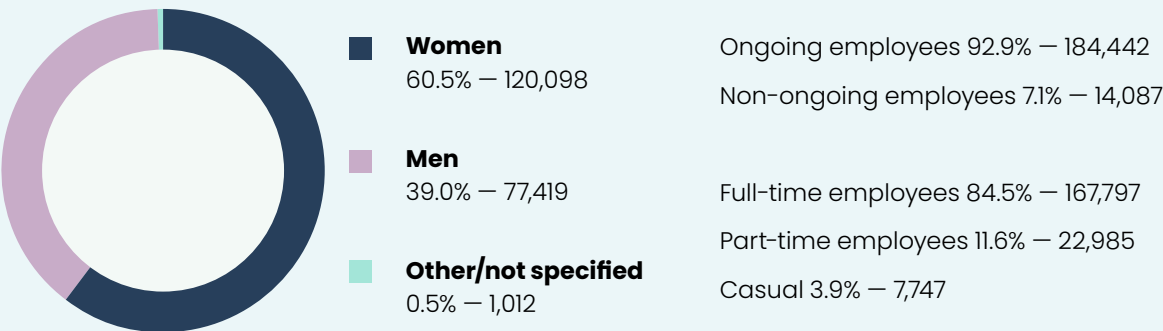 Women
60.5% — 120,098
Men
39.0% — 77,419
Other/not specified
0.5% — 1,012
Ongoing employees 92.9% — 184,442
Non-ongoing employees 7.1% — 14,087
Full-time employees 84.5% — 167,797
Part-time employees 11.6% — 22,985
Casual 3.9% — 7,747